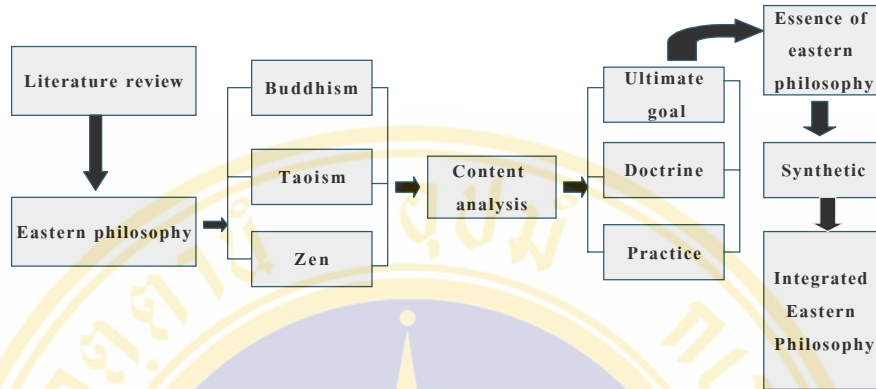 Literature review
Eastern philosophy
Buddhism
Taoism
Zen
Content
analysis
Ultimate
goal
Doctrine
Practice
Essence of
eastern
philosophy
Synthetic
Integrated
Eastern
Philosophy